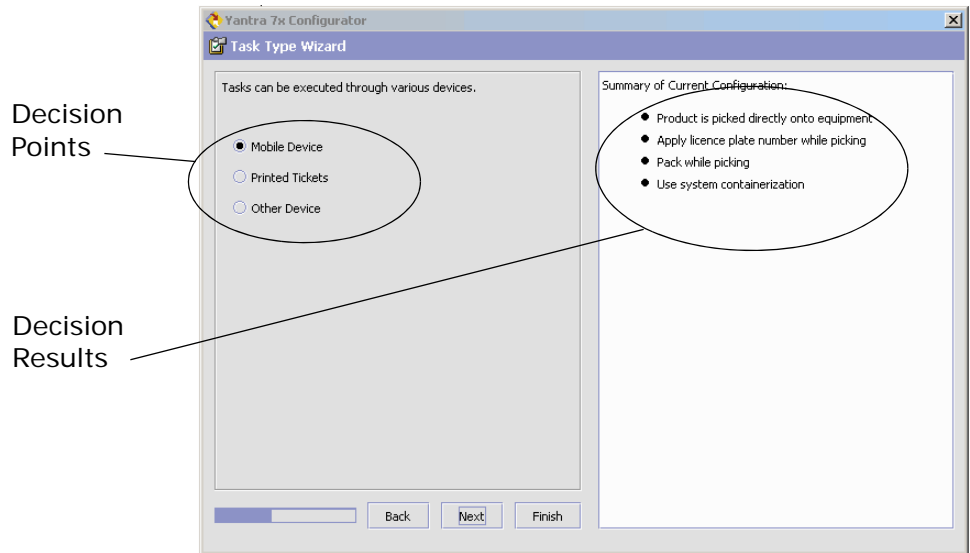 Yantra 7x Configurator
Task Type Wizard
Tasks can be executed through various devices.
Mobile Device
Printed Tickets
Other Device
Summary of Current Configuration:
Product is picked directly onto equipment
Apply licence plate number while picking
Pack while picking
Use system containerization
Decision
Points
Decision
Results
Back
Next
Finish